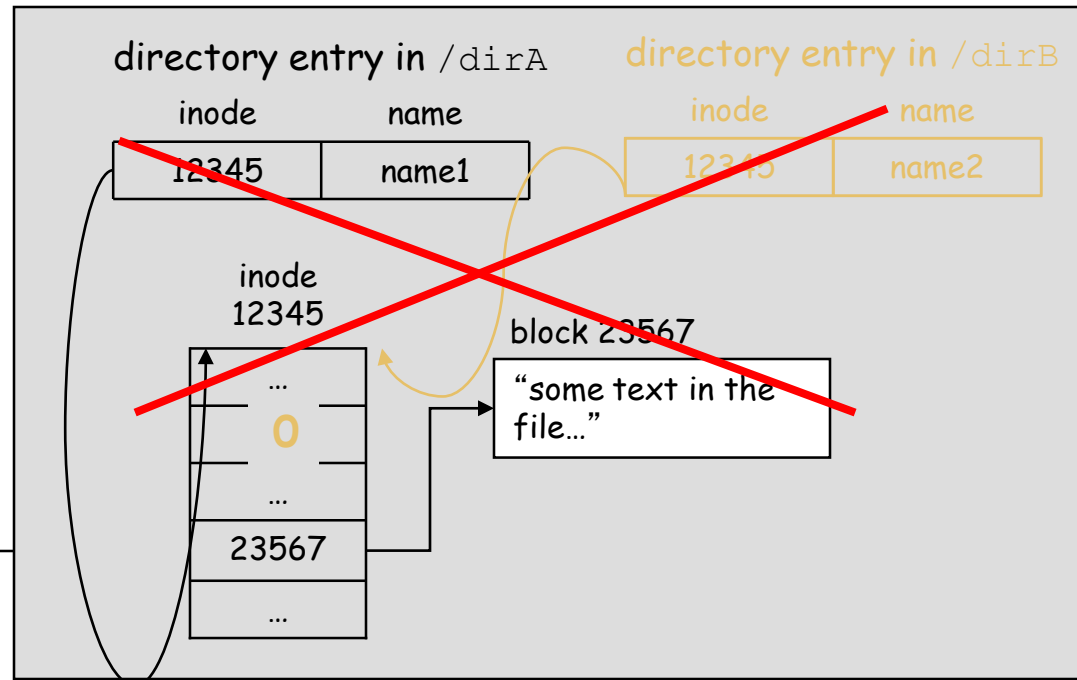 directory entry in /dirA
directory entry in /dirB
inode name
inode name
12345 name1
12345 name2
inode
12345
block 23567
…
“some text in the
file…”
0
…
23567
…